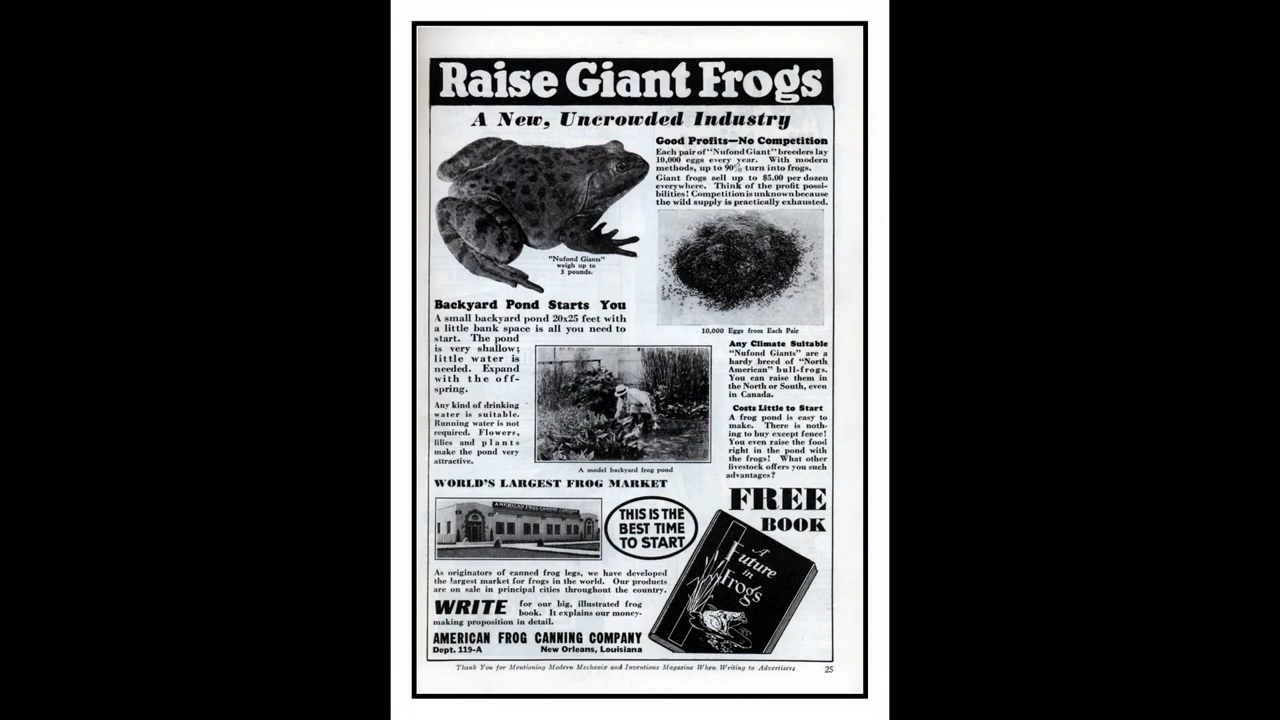 Raise Giant Frogs
A New, Uncrowded Industry
"Nufond Giants"
weigh up to
3 pounds.
Good Profits—No Competition
Each pair of "Nufond Giant" breeders lay
10,000 eggs every year. With modern
methods, up to 90% turn into frogs.
Giant frogs sell up to $5.00 per dozen
everywhere. Think of the profit possi-
bilities! Competition is unknown because
the wild supply is practically exhausted.
10,000 Eggs from Each Pair
Backyard Pond Starts You
A small backyard pond 20x25 feet with
a little bank space is all you need to
start. The pond
is very shallow;
little water is
needed. Expand
with the off-
spring.
Any kind of drinking
water is suitable.
Running water is not
required. Flowers,
lilies and plants
make the pond very
attractive.
A model backyard frog pond
Any Climate Suitable
"Nufond Giants" are a
hardy breed of "North
American" bull-frogs.
You can raise them in
the North or South, even
in Canada.
Costs Little to Start
A frog pond is easy to
make. There is noth-
ing to buy except fence!
You even raise the food
right in the pond with
the frogs! What other
livestock offers you such
advantages?
WORLD'S LARGEST FROG MARKET
AMERICAN FROG CANNING COMPANY
THIS IS THE
BEST TIME
TO START
FREE
BOOK
A
Future
in
Frogs
As originators of canned frog legs, we have developed
the largest market for frogs in the world. Our products
are on sale in principal cities throughout the country.
WRITE for our big, illustrated frog
book. It explains our money-
making proposition in detail.
AMERICAN FROG CANNING COMPANY
Dept. 119-A New Orleans, Louisiana
Thank You for Mentioning Modern Mechanix and Inventions Magazine When Writing to Advertisers 25